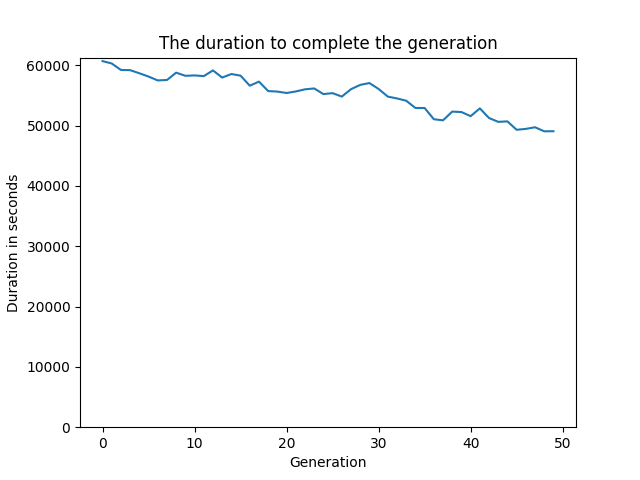 The duration to complete the generation
60000
50000
40000
30000
20000
10000
0
Duration in seconds
0 10 20 30 40 50
Generation